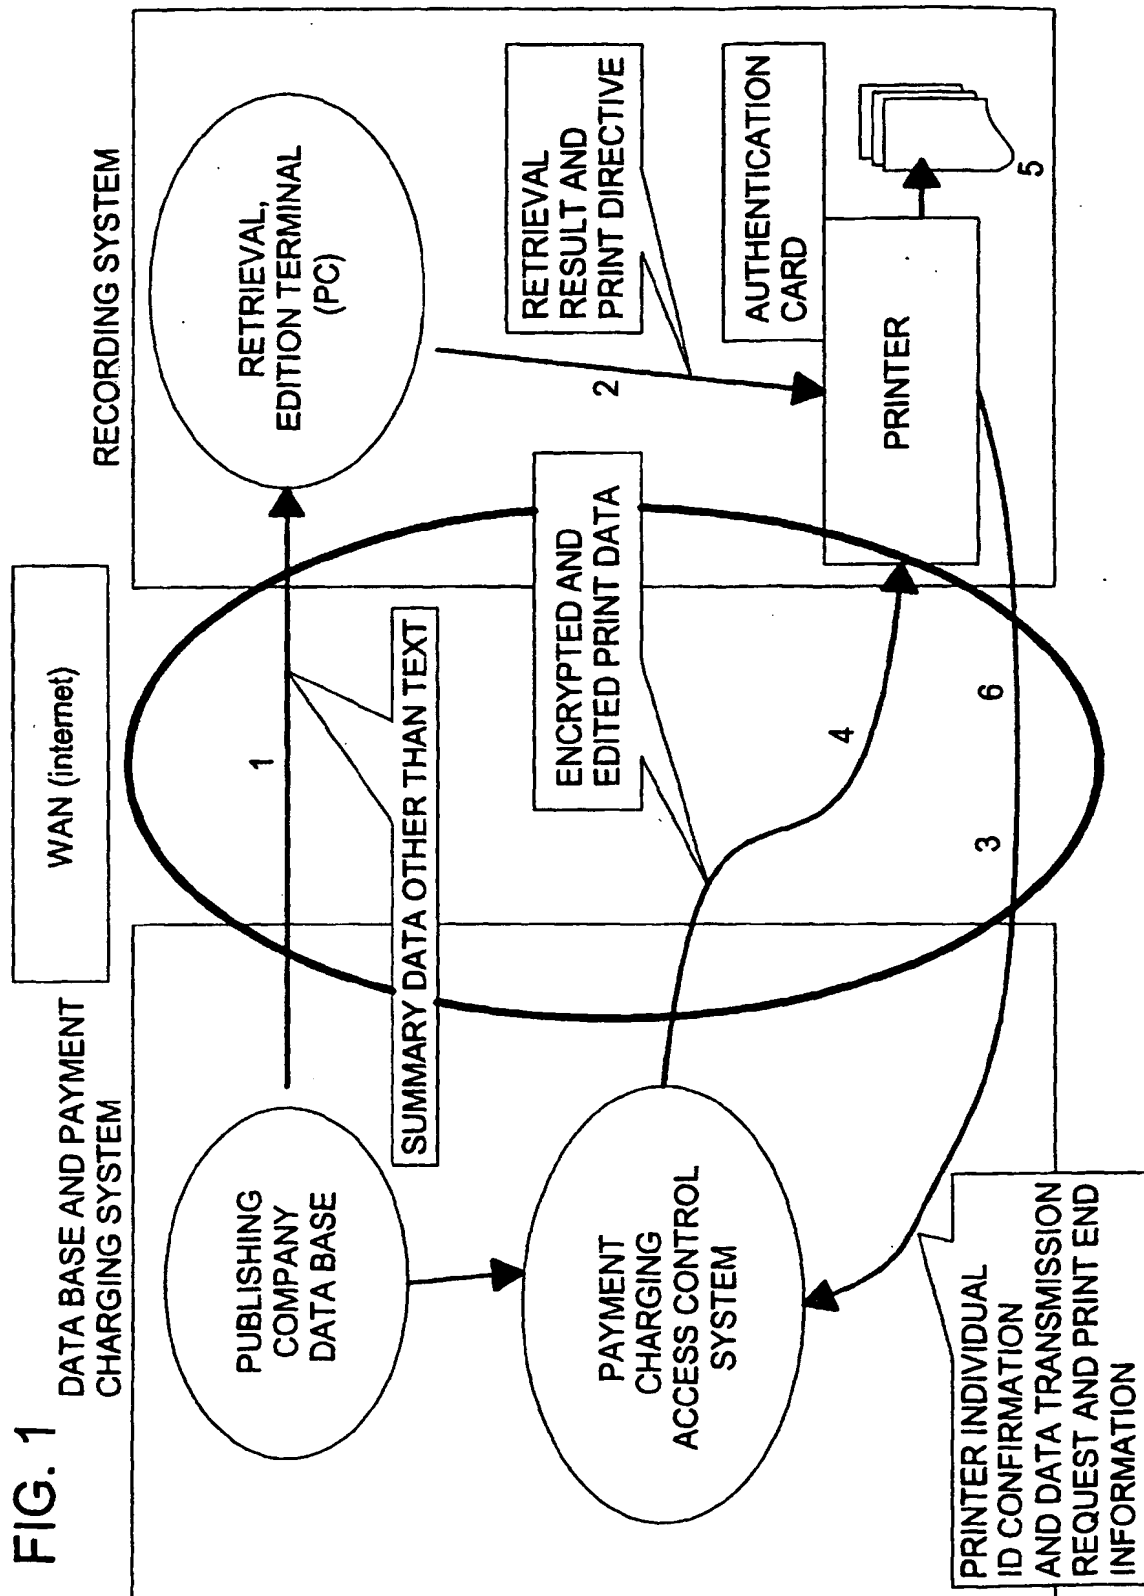 FIG. 1
DATA BASE AND PAYMENT
CHARGING SYSTEM
WAN (internet)
RECORDING SYSTEM
PUBLISHING
COMPANY
DATA BASE
1
RETRIEVAL,
EDITION TERMINAL
(PC)
SUMMARY DATA OTHER THAN TEXT
2
RETRIEVAL
RESULT AND
PRINT DIRECTIVE
ENCRYPTED AND
EDITED PRINT DATA
PAYMENT
CHARGING
ACCESS CONTROL
SYSTEM
4
AUTHENTICATION
CARD
PRINTER
5
3
6
PRINTER INDIVIDUAL
ID CONFIRMATION
AND DATA TRANSMISSION
REQUEST AND PRINT END
INFORMATION